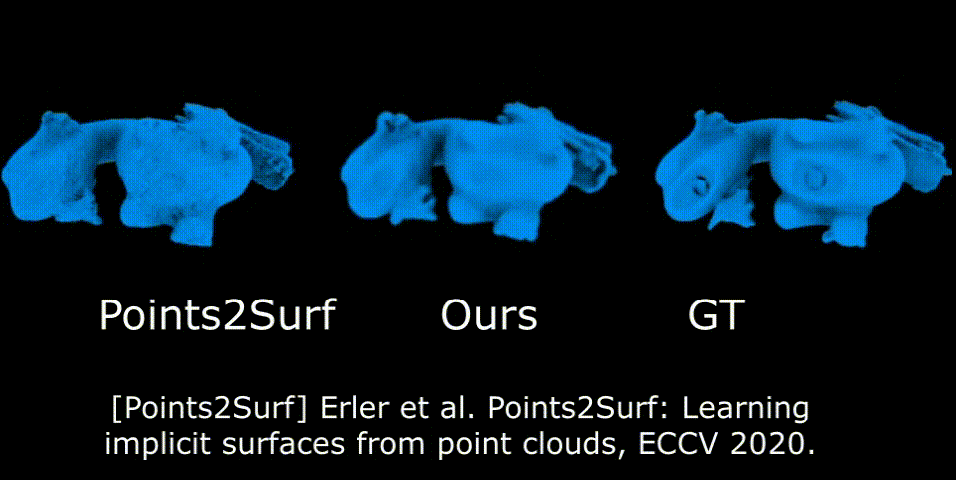 Points2Surf Ours GT
[Points2Surf] Erler et al. Points2Surf: Learning
implicit surfaces from point clouds, ECCV 2020.